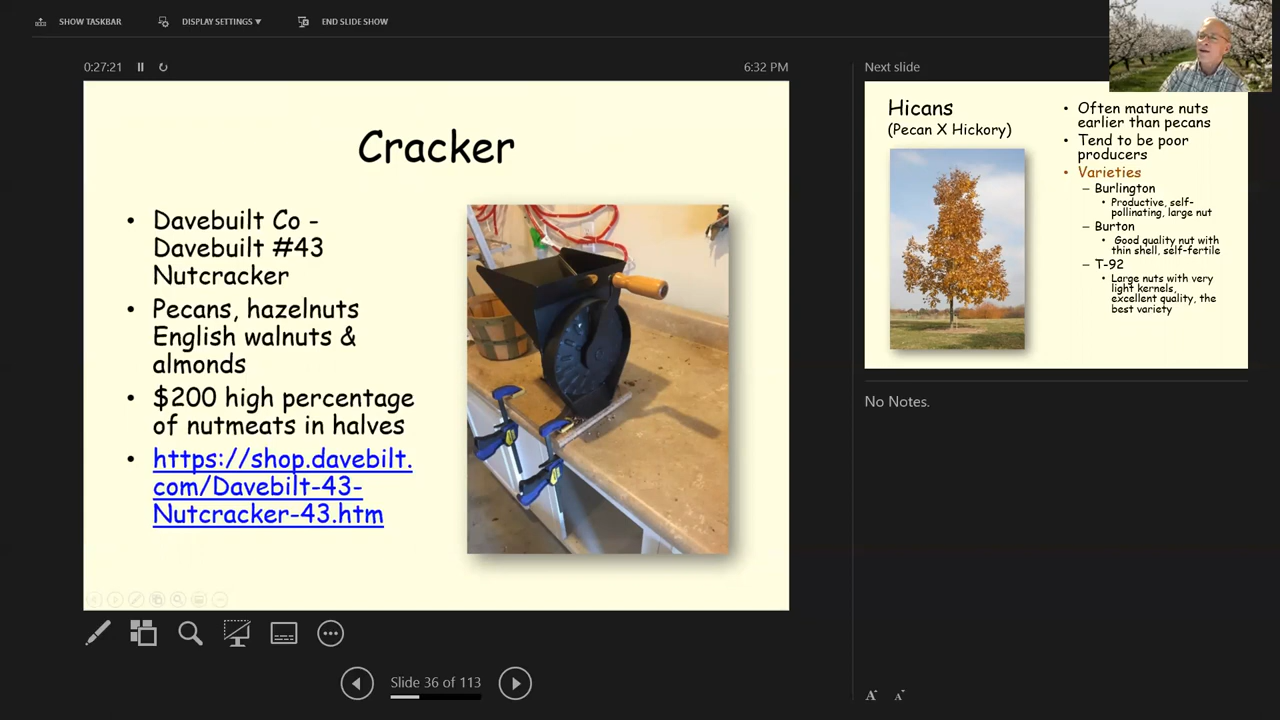 SHOW TASKBAR
DISPLAY SETTINGS ▼
END SLIDE SHOW
0:27:21
6:32 PM
Cracker
• Davebuilt Co -
Davebuilt #43
Nutcracker
• Pecans, hazelnuts
English walnuts &
almonds
• $200 high percentage
of nutmeats in halves
• https://shop.davebilt.
com/Davebilt-43-
Nutcracker-43.htm
Slide 36 of 113
Next slide
Hicans
(Pecan X Hickory)
• Often mature nuts
earlier than pecans
• Tend to be poor
producers
• Varieties
– Burlington
• Productive, self-
pollinating, large nut
– Burton
• Good quality nut with
thin shell, self-fertile
– T-92
• Large nuts with very
light kernels,
excellent quality, the
best variety
No Notes.
A A